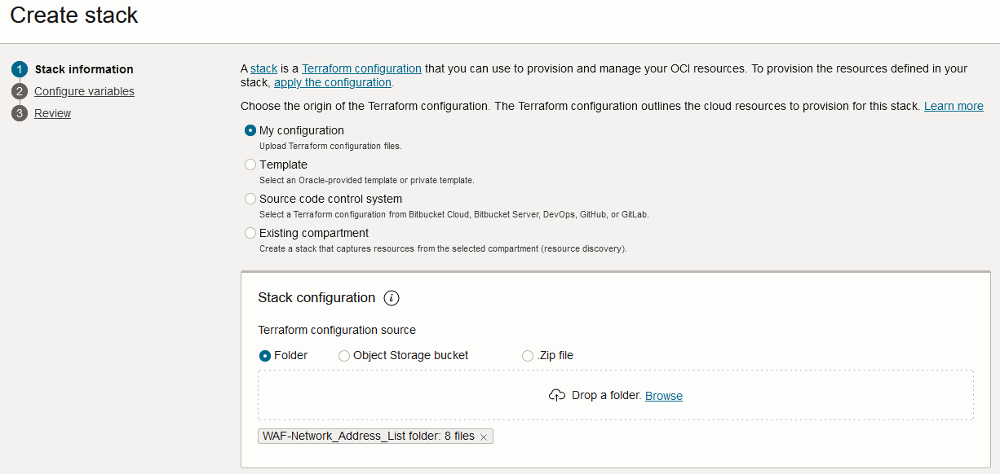 Create stack
1 Stack information
2 Configure variables
3 Review
A stack is a Terraform configuration that you can use to provision and manage your OCI resources. To provision the resources defined in your
stack, apply the configuration.
Choose the origin of the Terraform configuration. The Terraform configuration outlines the cloud resources to provision for this stack. Learn more
My configuration
Upload Terraform configuration files.
Template
Select an Oracle-provided template or private template.
Source code control system
Select a Terraform configuration from Bitbucket Cloud, Bitbucket Server, DevOps, GitHub, or GitLab.
Existing compartment
Create a stack that captures resources from the selected compartment (resource discovery).
Stack configuration i
Terraform configuration source
Folder Object Storage bucket .Zip file
Drop a folder. Browse
WAF-Network_Address_List folder: 8 files ×